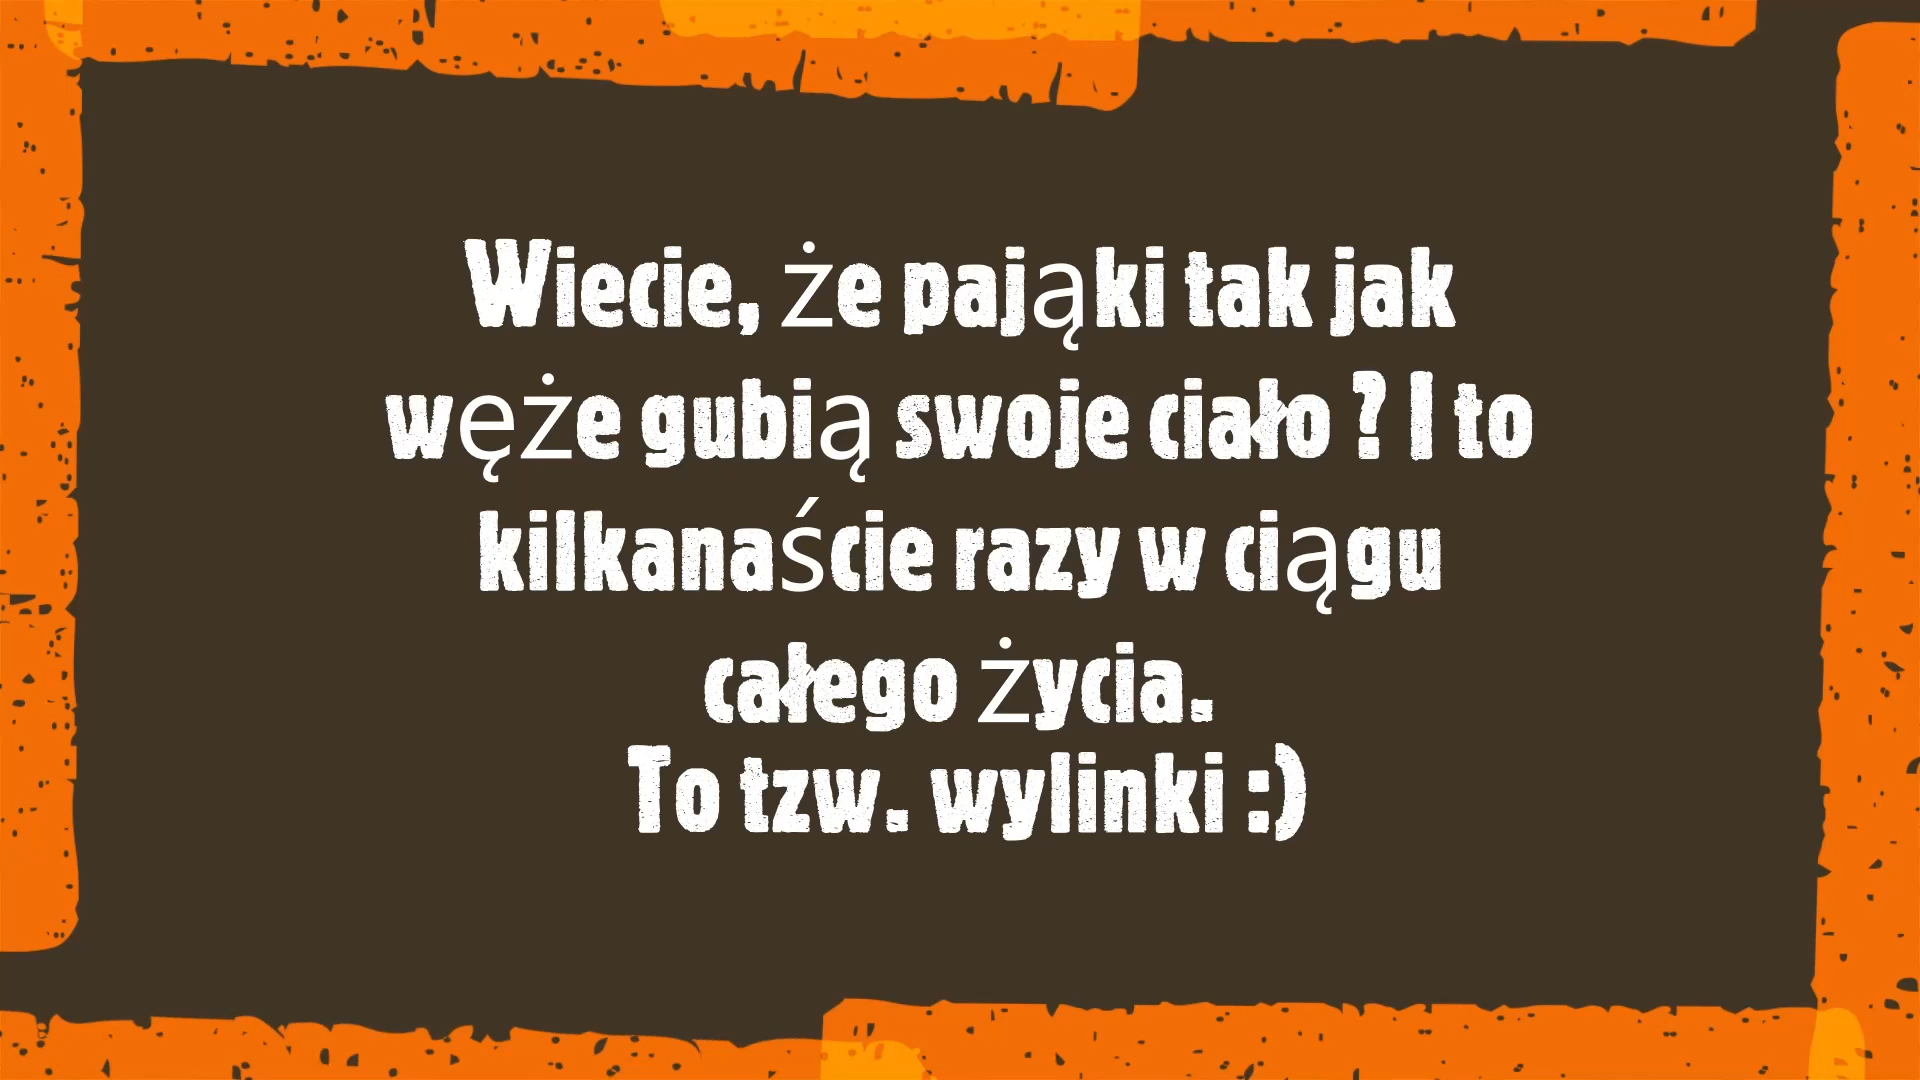 Wiecie, że pająki tak jak
węże gubią swoje ciało ? I to
kilkanaście razy w ciągu
całego życia.
To tzw. wylinki :)